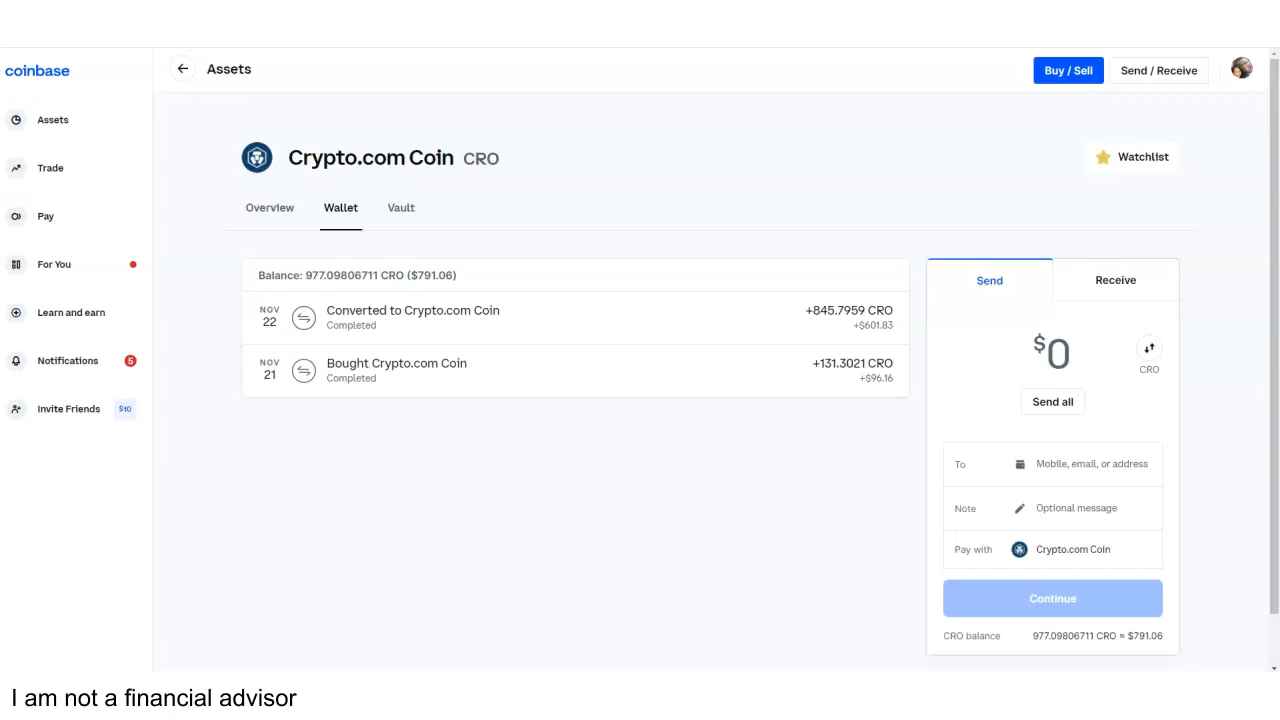 coinbase
Assets
Buy / Sell
Send / Receive
Assets
Trade
Pay
For You
Learn and earn
Notifications 5
Invite Friends $10
Crypto.com Coin CRO
Watchlist
Overview
Wallet
Vault
Balance: 977.09806711 CRO ($791.06)
NOV
22
Converted to Crypto.com Coin
Completed
+845.7959 CRO
+$601.83
NOV
21
Bought Crypto.com Coin
Completed
+131.3021 CRO
+$96.16
Send
Receive
$0
CRO
Send all
To Mobile, email, or address
Note Optional message
Pay with Crypto.com Coin
Continue
CRO balance 977.09806711 CRO ≈ $791.06
I am not a financial advisor